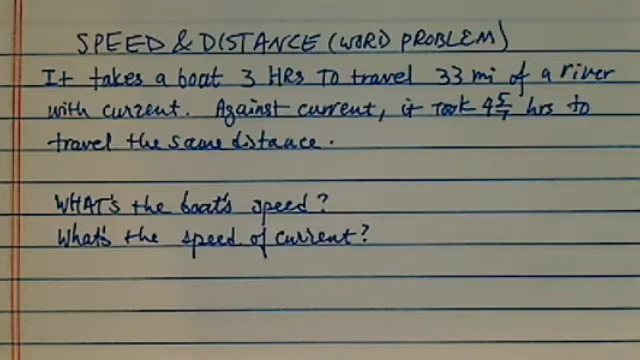 SPEED & DISTANCE (WORD PROBLEM)
It takes a boat 3 HRS TO travel 33 mi of a river
with current. Against current, it took 4 5/7 hrs to
travel the same distance.
WHAT'S the boat's speed?
What's the speed of current?